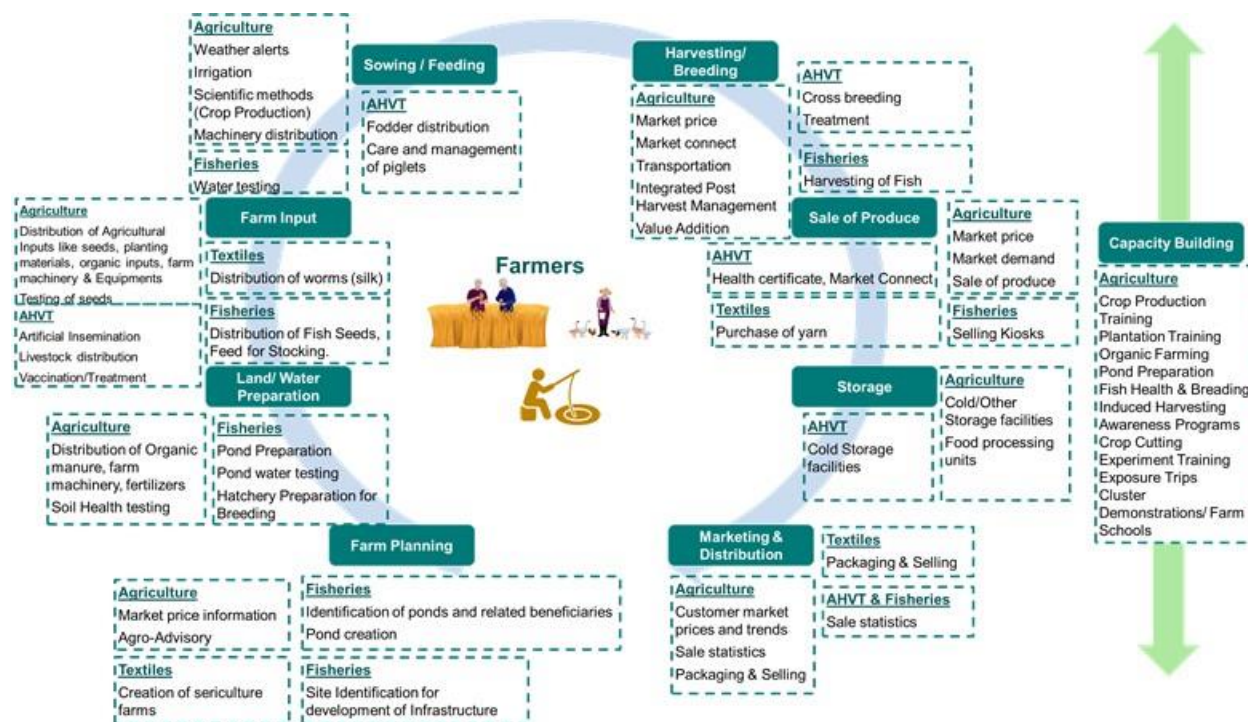 Agriculture
Weather alerts
Irrigation
Scientific methods
(Crop Production)
Machinery distribution
Fisheries
Water testing
Sowing / Feeding
AHVT
Fodder distribution
Care and management
of piglets
Harvesting/
Breeding
Agriculture
Market price
Market connect
Transportation
Integrated Post
Harvest Management
Value Addition
AHVT
Cross breeding
Treatment
Fisheries
Harvesting of Fish
Agriculture
Distribution of Agricultural
Inputs like seeds, planting
materials, organic inputs, farm
machinery & Equipments
Testing of seeds
AHVT
Artificial Insemination
Livestock distribution
Vaccination/Treatment
Farm Input
Textiles
Distribution of worms (silk)
Fisheries
Distribution of Fish Seeds,
Feed for Stocking.
Farmers
Sale of Produce
AHVT
Health certificate, Market Connect
Textiles
Purchase of yarn
Agriculture
Market price
Market demand
Sale of produce
Fisheries
Selling Kiosks
Land/ Water
Preparation
Agriculture
Distribution of Organic
manure, farm
machinery, fertilizers
Soil Health testing
Fisheries
Pond Preparation
Pond water testing
Hatchery Preparation for
Breeding
Storage
AHVT
Cold Storage
facilities
Agriculture
Cold/Other
Storage facilities
Food processing
units
Farm Planning
Agriculture
Market price information
Agro-Advisory
Fisheries
Identification of ponds and related beneficiaries
Pond creation
Textiles
Creation of sericulture
farms
Fisheries
Site Identification for
development of Infrastructure
Marketing &
Distribution
Agriculture
Customer market
prices and trends
Sale statistics
Packaging & Selling
Textiles
Packaging & Selling
AHVT & Fisheries
Sale statistics
Capacity Building
Agriculture
Crop Production
Training
Plantation Training
Organic Farming
Pond Preparation
Fish Health & Breading
Induced Harvesting
Awareness Programs
Crop Cutting
Experiment Training
Exposure Trips
Cluster
Demonstrations/ Farm
Schools